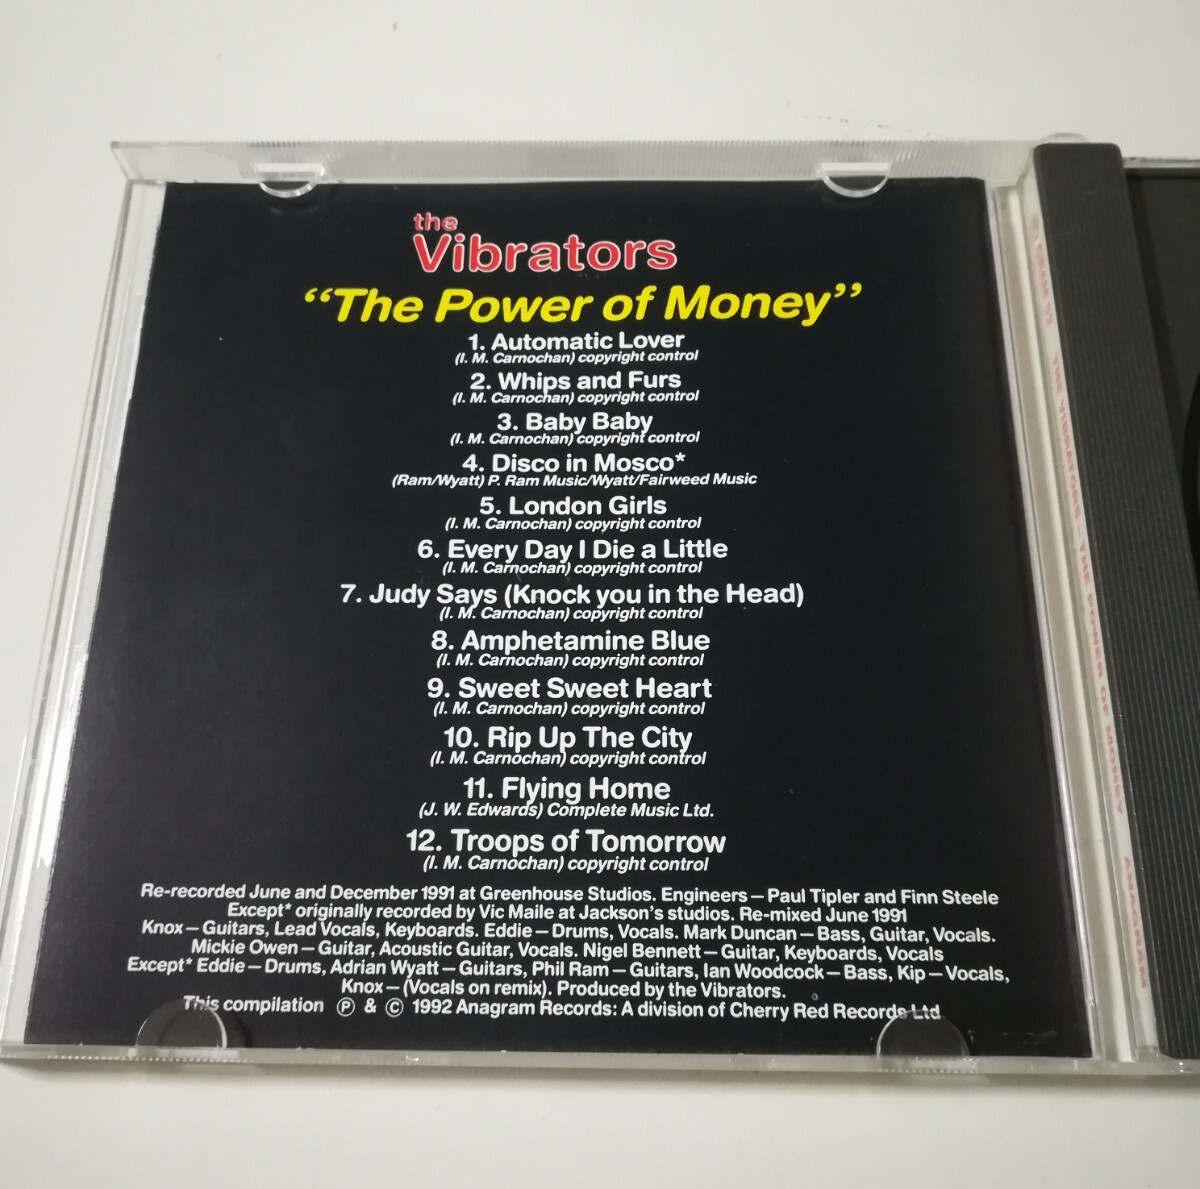 the
Vibrators
“The Power of Money”
1. Automatic Lover
(I. M. Carnochan) copyright control
2. Whips and Furs
(I. M. Carnochan) copyright control
3. Baby Baby
(I. M. Carnochan) copyright control
4. Disco in Mosco*
(Ram/Wyatt) P. Ram Music/Wyatt/Fairweed Music
5. London Girls
(I. M. Carnochan) copyright control
6. Every Day I Die a Little
(I. M. Carnochan) copyright control
7. Judy Says (Knock you in the Head)
(I. M. Carnochan) copyright control
8. Amphetamine Blue
(I. M. Carnochan) copyright control
9. Sweet Sweet Heart
(I. M. Carnochan) copyright control
10. Rip Up The City
(I. M. Carnochan) copyright control
11. Flying Home
(J. W. Edwards) Complete Music Ltd.
12. Troops of Tomorrow
(I. M. Carnochan) copyright control
Re-recorded June and December 1991 at Greenhouse Studios. Engineers – Paul Tipler and Finn Steele
Except* originally recorded by Vic Maile at Jackson's studios. Re-mixed June 1991
Knox – Guitars, Lead Vocals, Keyboards. Eddie – Drums, Vocals. Mark Duncan – Bass, Guitar, Vocals.
Mickie Owen – Guitar, Acoustic Guitar, Vocals. Nigel Bennett – Guitar, Keyboards, Vocals
Except* Eddie – Drums, Adrian Wyatt – Guitars, Phil Ram – Guitars, Ian Woodcock – Bass, Kip – Vocals,
Knox – (Vocals on remix). Produced by the Vibrators.
This compilation ℗ & © 1992 Anagram Records: A division of Cherry Red Records Ltd
THE VIBRATORS – THE POWER OF MONEY
ANAGRAM